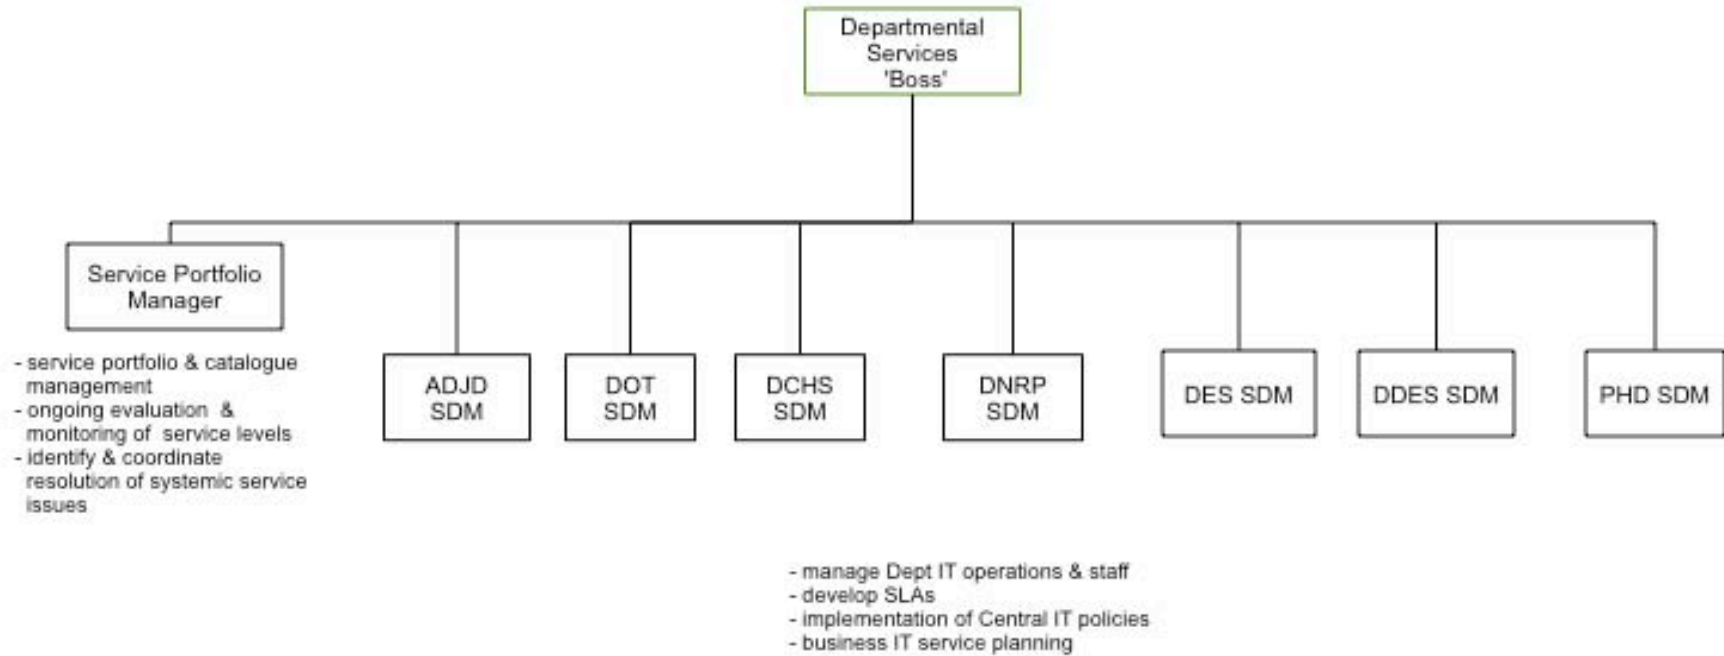 Departmental
Services
'Boss'
Service Portfolio
Manager
- service portfolio & catalogue
management
- ongoing evaluation &
monitoring of service levels
- identify & coordinate
resolution of systemic service
issues
ADJD
SDM
DOT
SDM
DCHS
SDM
DNRP
SDM
DES SDM
DDES SDM
PHD SDM
- manage Dept IT operations & staff
- develop SLAs
- implementation of Central IT policies
- business IT service planning